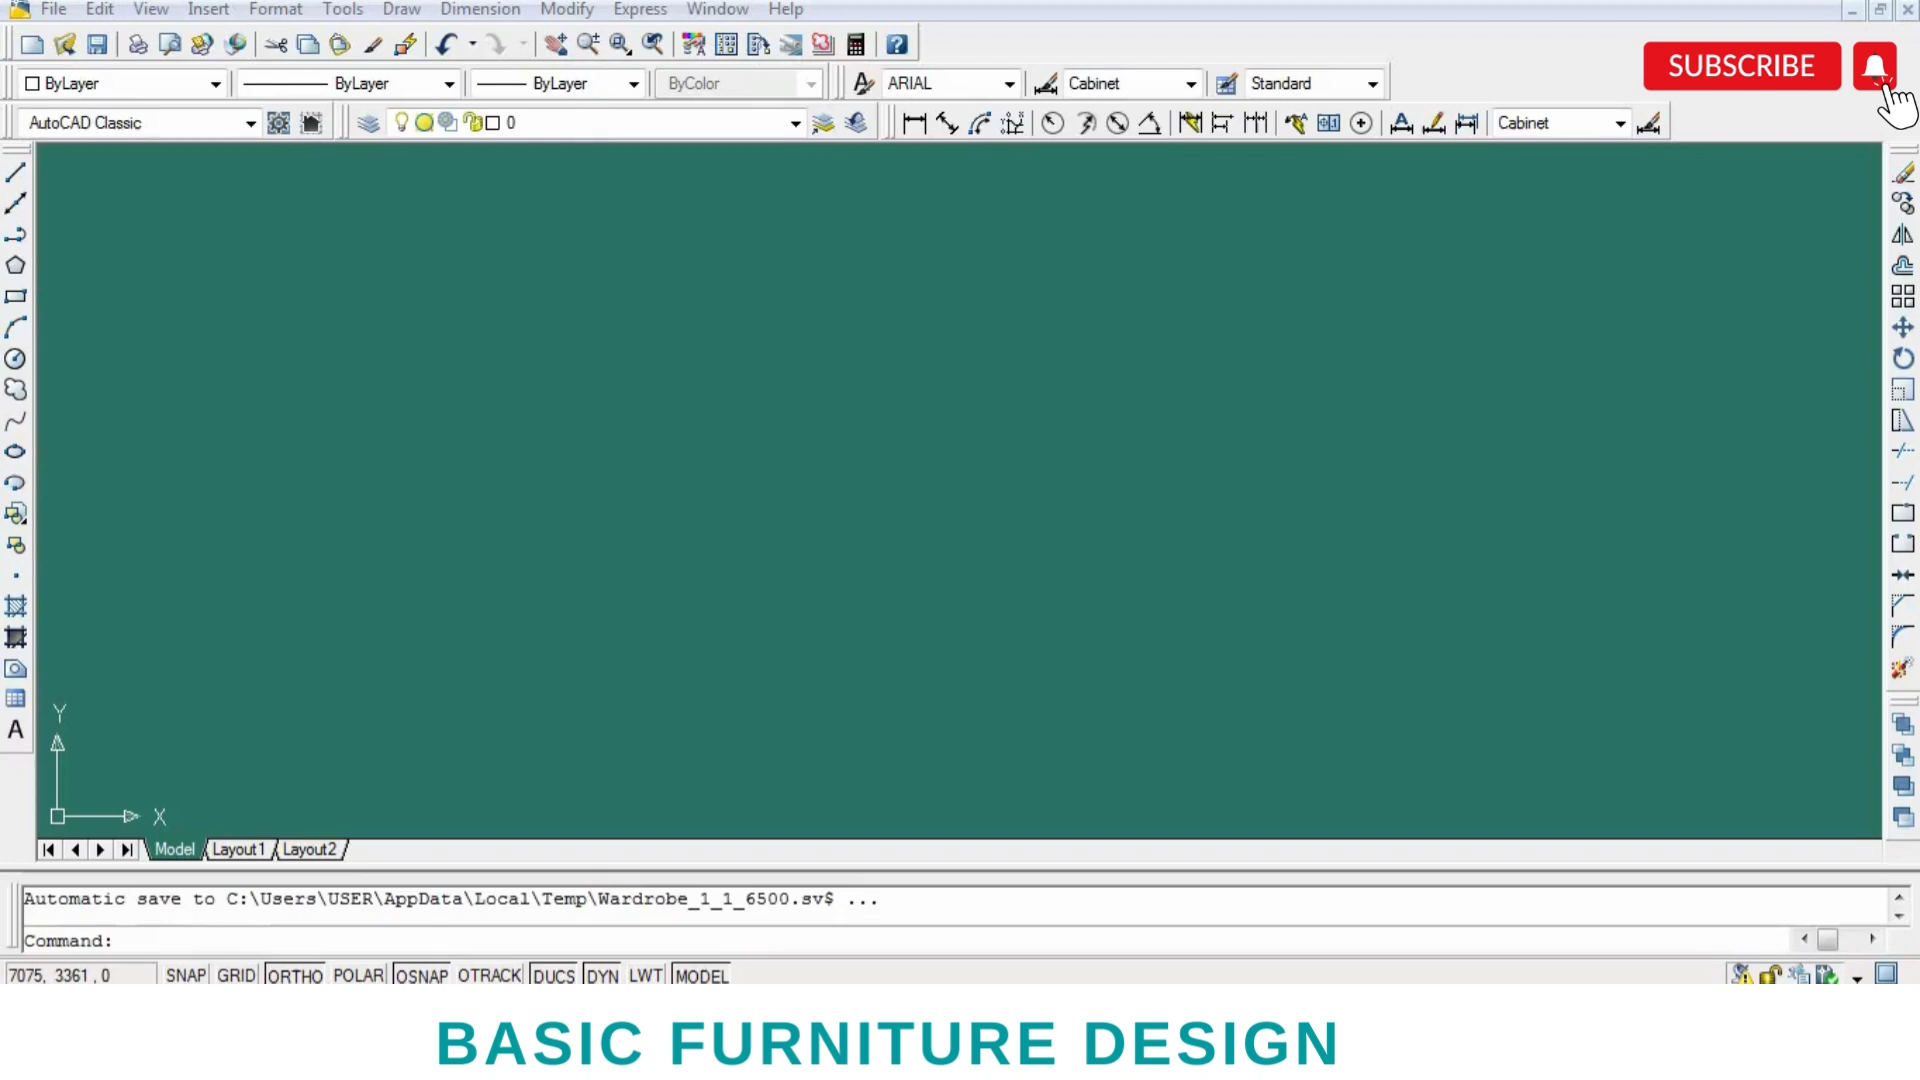 File Edit View Insert Format Tools Draw Dimension Modify Express Window Help
SUBSCRIBE
ByLayer ByLayer ByLayer ByColor ARIAL Cabinet Standard
AutoCAD Classic 0 Cabinet
A
Y
X
Model Layout1 Layout2
Automatic save to C:\Users\USER\AppData\Local\Temp\Wardrobe_1_1_6500.sv$ ...
Command:
7075, 3361 , 0 SNAP GRID ORTHO POLAR OSNAP OTRACK DUCS DYN LWT MODEL
BASIC FURNITURE DESIGN